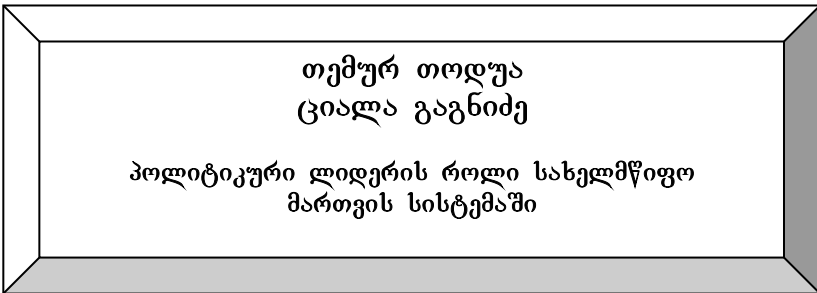 თემურ თოდუა
ციალა გაგნიძე
პოლიტიკური ლიდერის როლი სახელმწიფო
მართვის სისტემაში